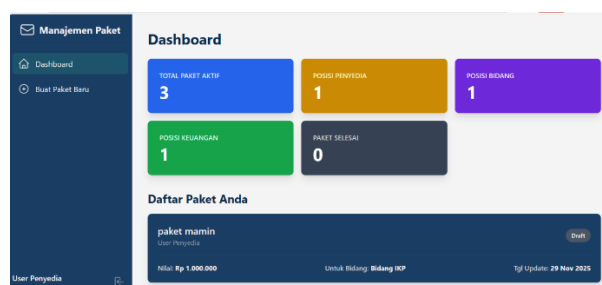 Manajemen Paket
Dashboard
Buat Paket Baru
User Penyedia
Dashboard
TOTAL PAKET AKTIF
3
POSISI PENYEDIA
1
POSISI BIDANG
1
POSISI KEUANGAN
1
PAKET SELESAI
0
Daftar Paket Anda
paket mamin
User Penyedia
Draft
Nilai: Rp 1.000.000
Untuk Bidang: Bidang IKP
Tgl Update: 29 Nov 2025